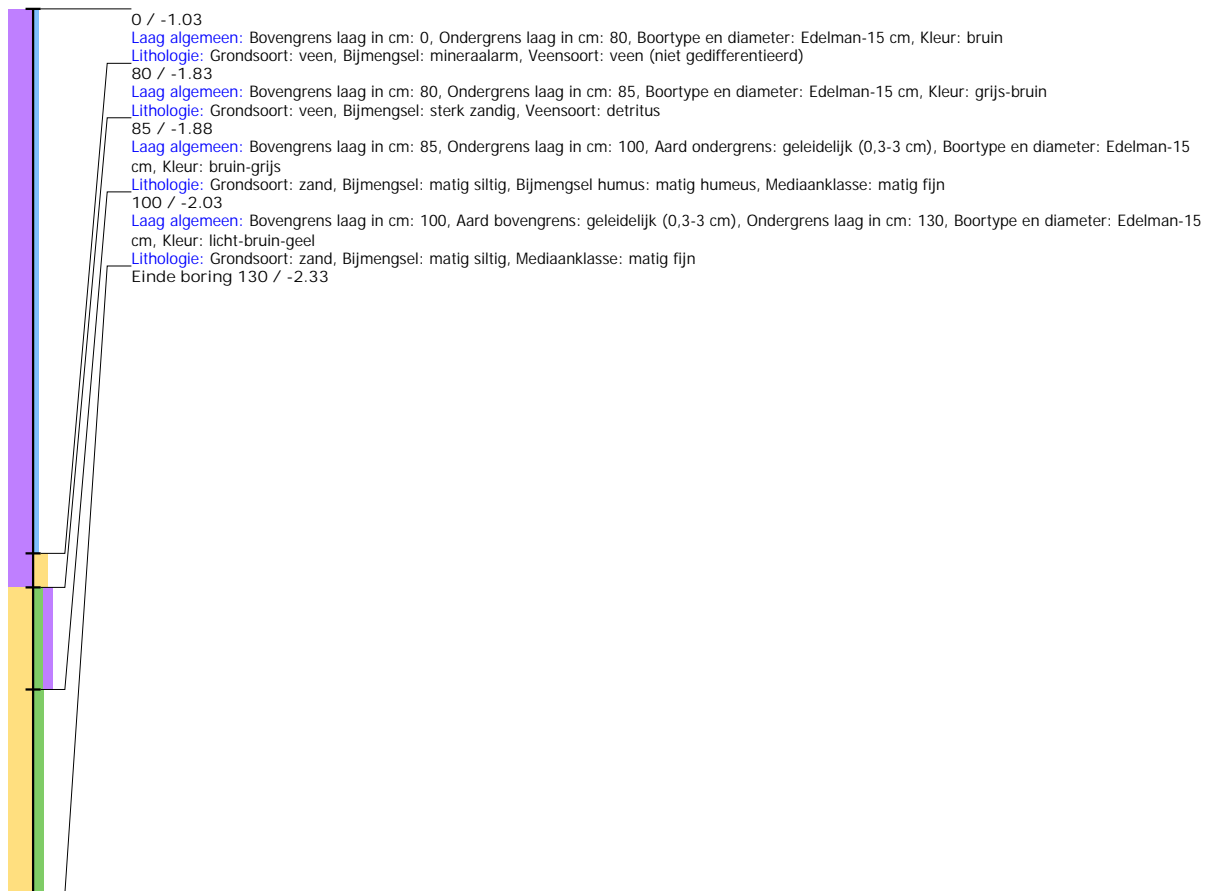 0 / -1.03
Laag algemeen: Bovengrens laag in cm: 0, Ondergrens laag in cm: 80, Boortype en diameter: Edelman-15 cm, Kleur: bruin
Lithologie: Grondsoort: veen, Bijmengsel: mineraalarm, Veensoort: veen (niet gedifferentieerd)
80 / -1.83
Laag algemeen: Bovengrens laag in cm: 80, Ondergrens laag in cm: 85, Boortype en diameter: Edelman-15 cm, Kleur: grijs-bruin
Lithologie: Grondsoort: veen, Bijmengsel: sterk zandig, Veensoort: detritus
85 / -1.88
Laag algemeen: Bovengrens laag in cm: 85, Ondergrens laag in cm: 100, Aard ondergrens: geleidelijk (0,3-3 cm), Boortype en diameter: Edelman-15
cm, Kleur: bruin-grijs
Lithologie: Grondsoort: zand, Bijmengsel: matig siltig, Bijmengsel humus: matig humeus, Mediaanklasse: matig fijn
100 / -2.03
Laag algemeen: Bovengrens laag in cm: 100, Aard bovengrens: geleidelijk (0,3-3 cm), Ondergrens laag in cm: 130, Boortype en diameter: Edelman-15
cm, Kleur: licht-bruin-geel
Lithologie: Grondsoort: zand, Bijmengsel: matig siltig, Mediaanklasse: matig fijn
Einde boring 130 / -2.33